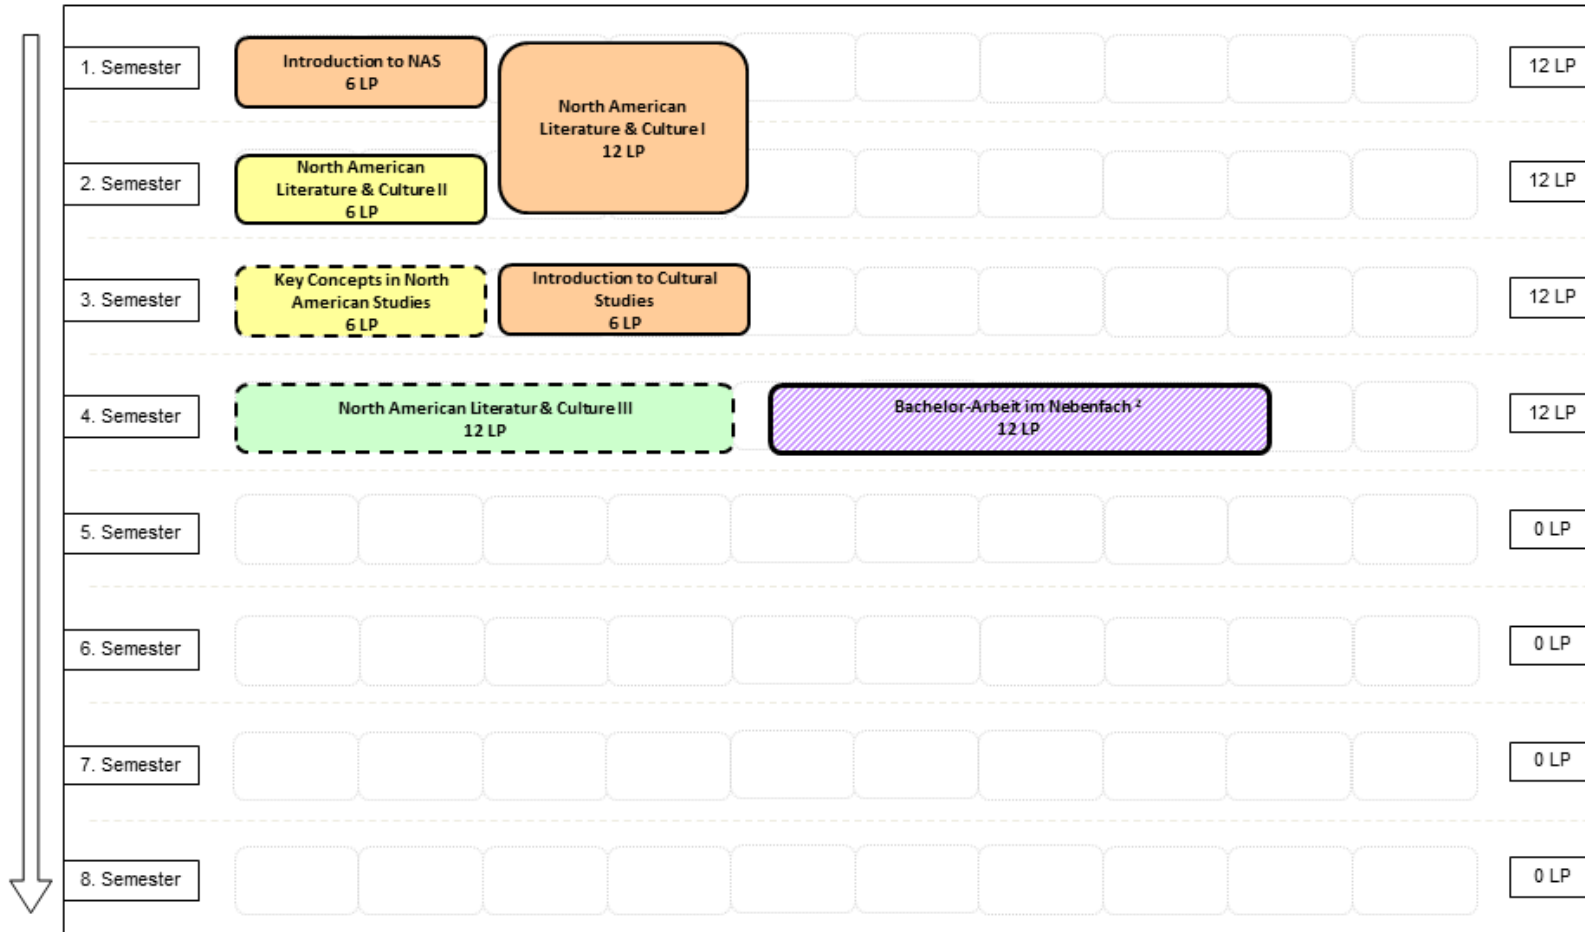 1. Semester
Introduction to NAS
6 LP
North American
Literature & Culture I
12 LP
12 LP
2. Semester
North American
Literature & Culture II
6 LP
12 LP
3. Semester
Key Concepts in North
American Studies
6 LP
Introduction to Cultural
Studies
6 LP
12 LP
4. Semester
North American Literatur & Culture III
12 LP
Bachelor-Arbeit im Nebenfach ²
12 LP
12 LP
5. Semester
0 LP
6. Semester
0 LP
7. Semester
0 LP
8. Semester
0 LP